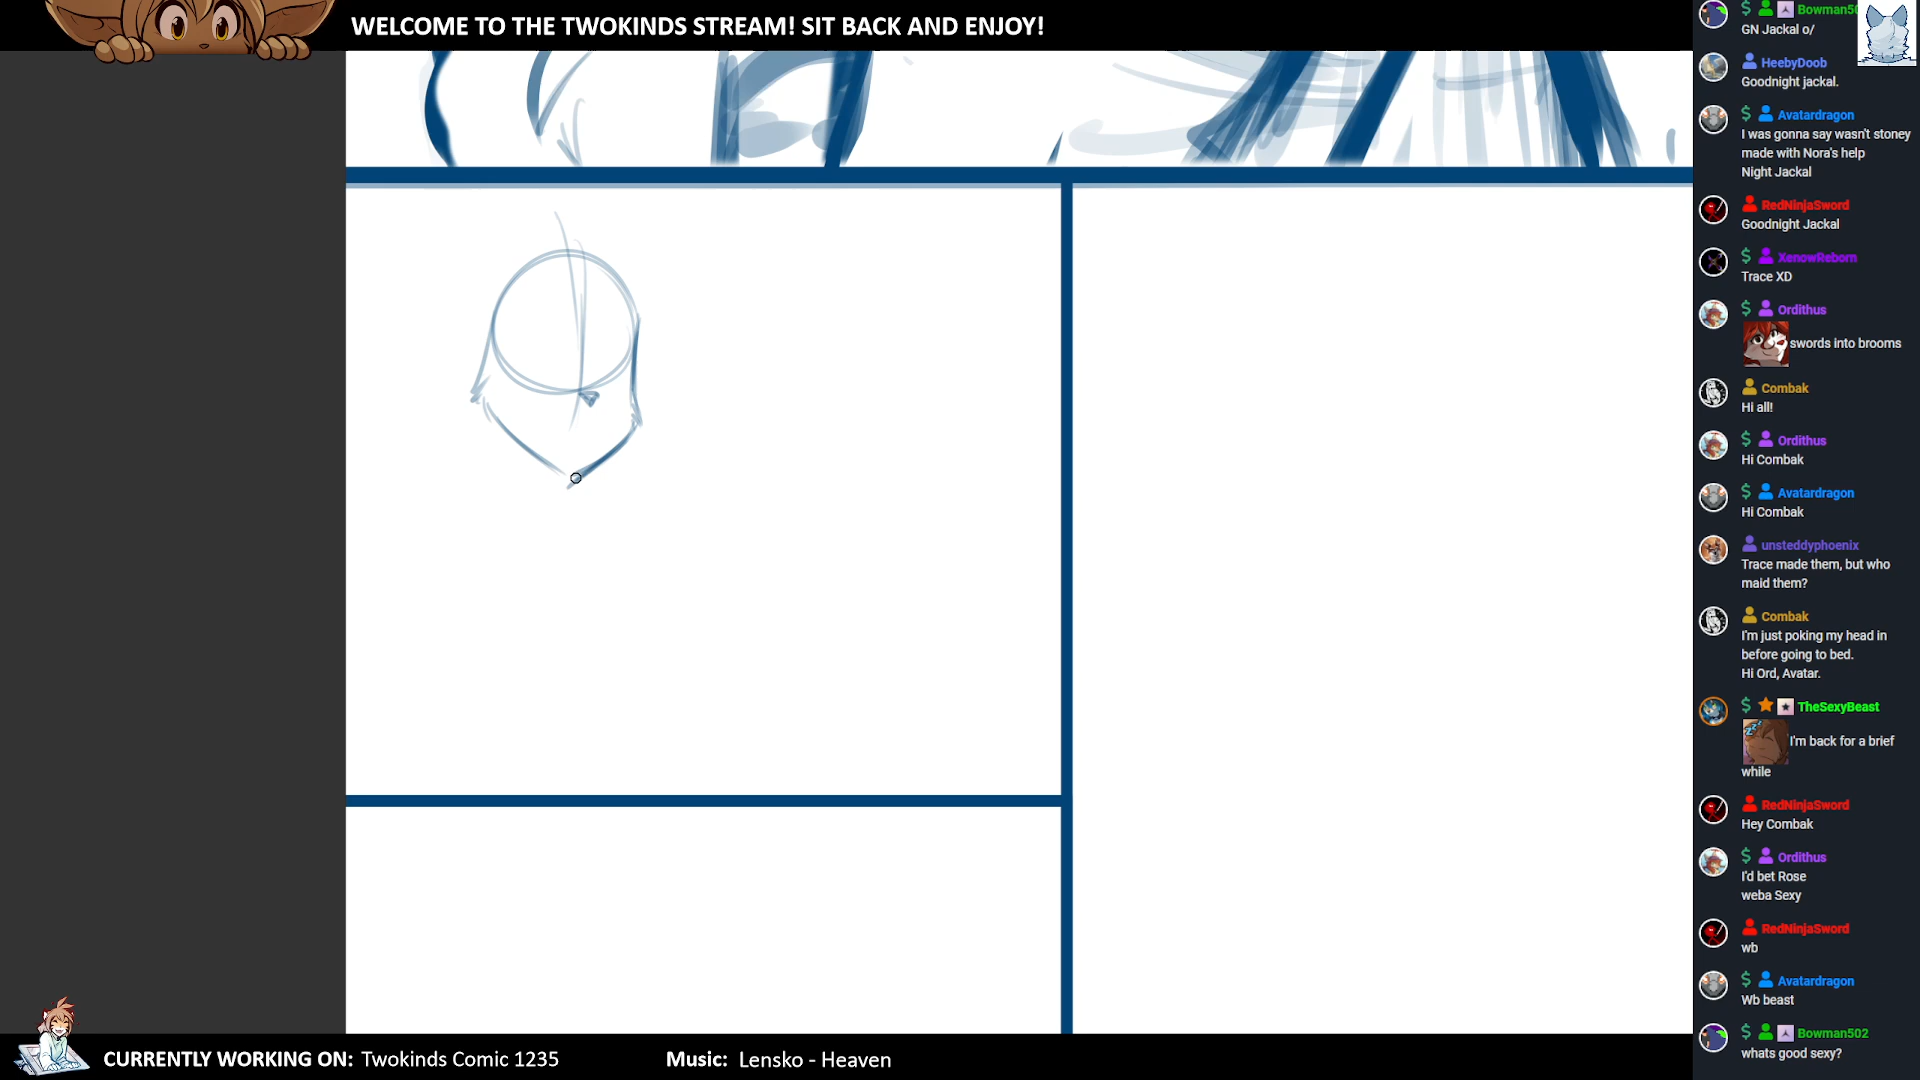 WELCOME TO THE TWOKINDS STREAM! SIT BACK AND ENJOY!
GN Jackal o/
HeebyDoob
Goodnight jackal.
Avatardragon
I was gonna say wasn't stoney
made with Nora's help
Night Jackal
RedNinjaSword
Goodnight Jackal
XenowReborn
Trace XD
Ordithus
swords into brooms
Combak
Hi all!
Ordithus
Hi Combak
Avatardragon
Hi Combak
unsteddyphoenix
Trace made them, but who
maid them?
Combak
I'm just poking my head in
before going to bed.
Hi Ord, Avatar.
TheSexyBeast
I'm back for a brief
while
RedNinjaSword
Hey Combak
Ordithus
I'd bet Rose
weba Sexy
RedNinjaSword
wb
Avatardragon
Wb beast
Bowman502
whats good sexy?
CURRENTLY WORKING ON: Twokinds Comic 1235
Music: Lensko - Heaven